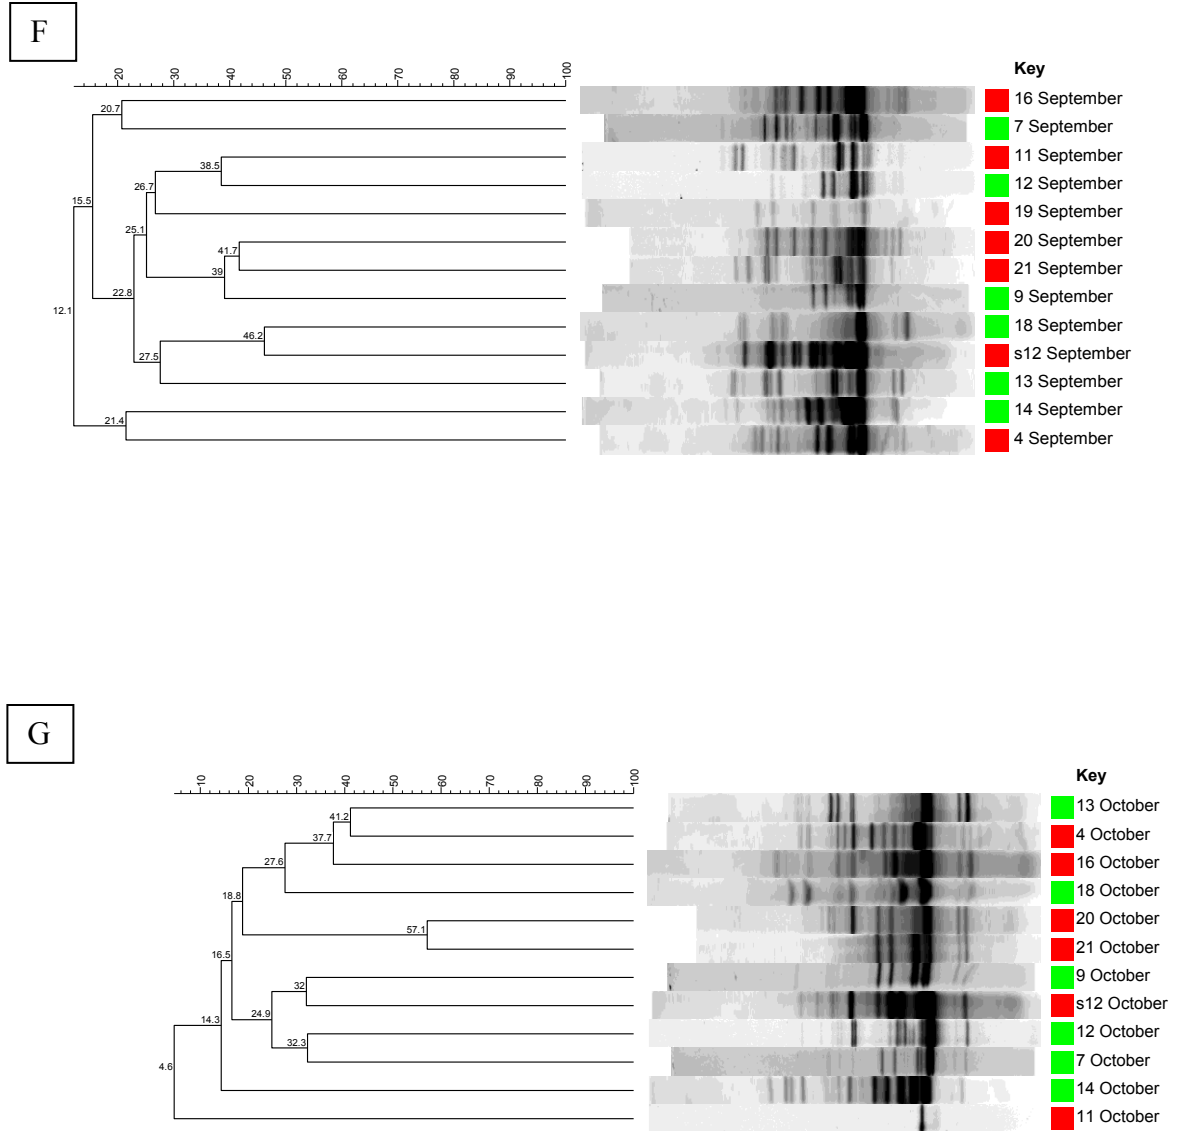 F
20 30 40 50 60 70 80 90 100
Key
20.7
16 September
7 September
38.5
11 September
26.7
12 September
15.5
19 September
25.1
41.7
20 September
39
21 September
22.8
9 September
12.1
46.2
18 September
27.5
s12 September
13 September
21.4
14 September
4 September
G
10 20 30 40 50 60 70 80 90 100
Key
41.2
13 October
37.7
4 October
27.6
16 October
18.8
18 October
57.1
20 October
16.5
21 October
32
9 October
24.9
s12 October
14.3
32.3
12 October
4.6
7 October
14 October
11 October